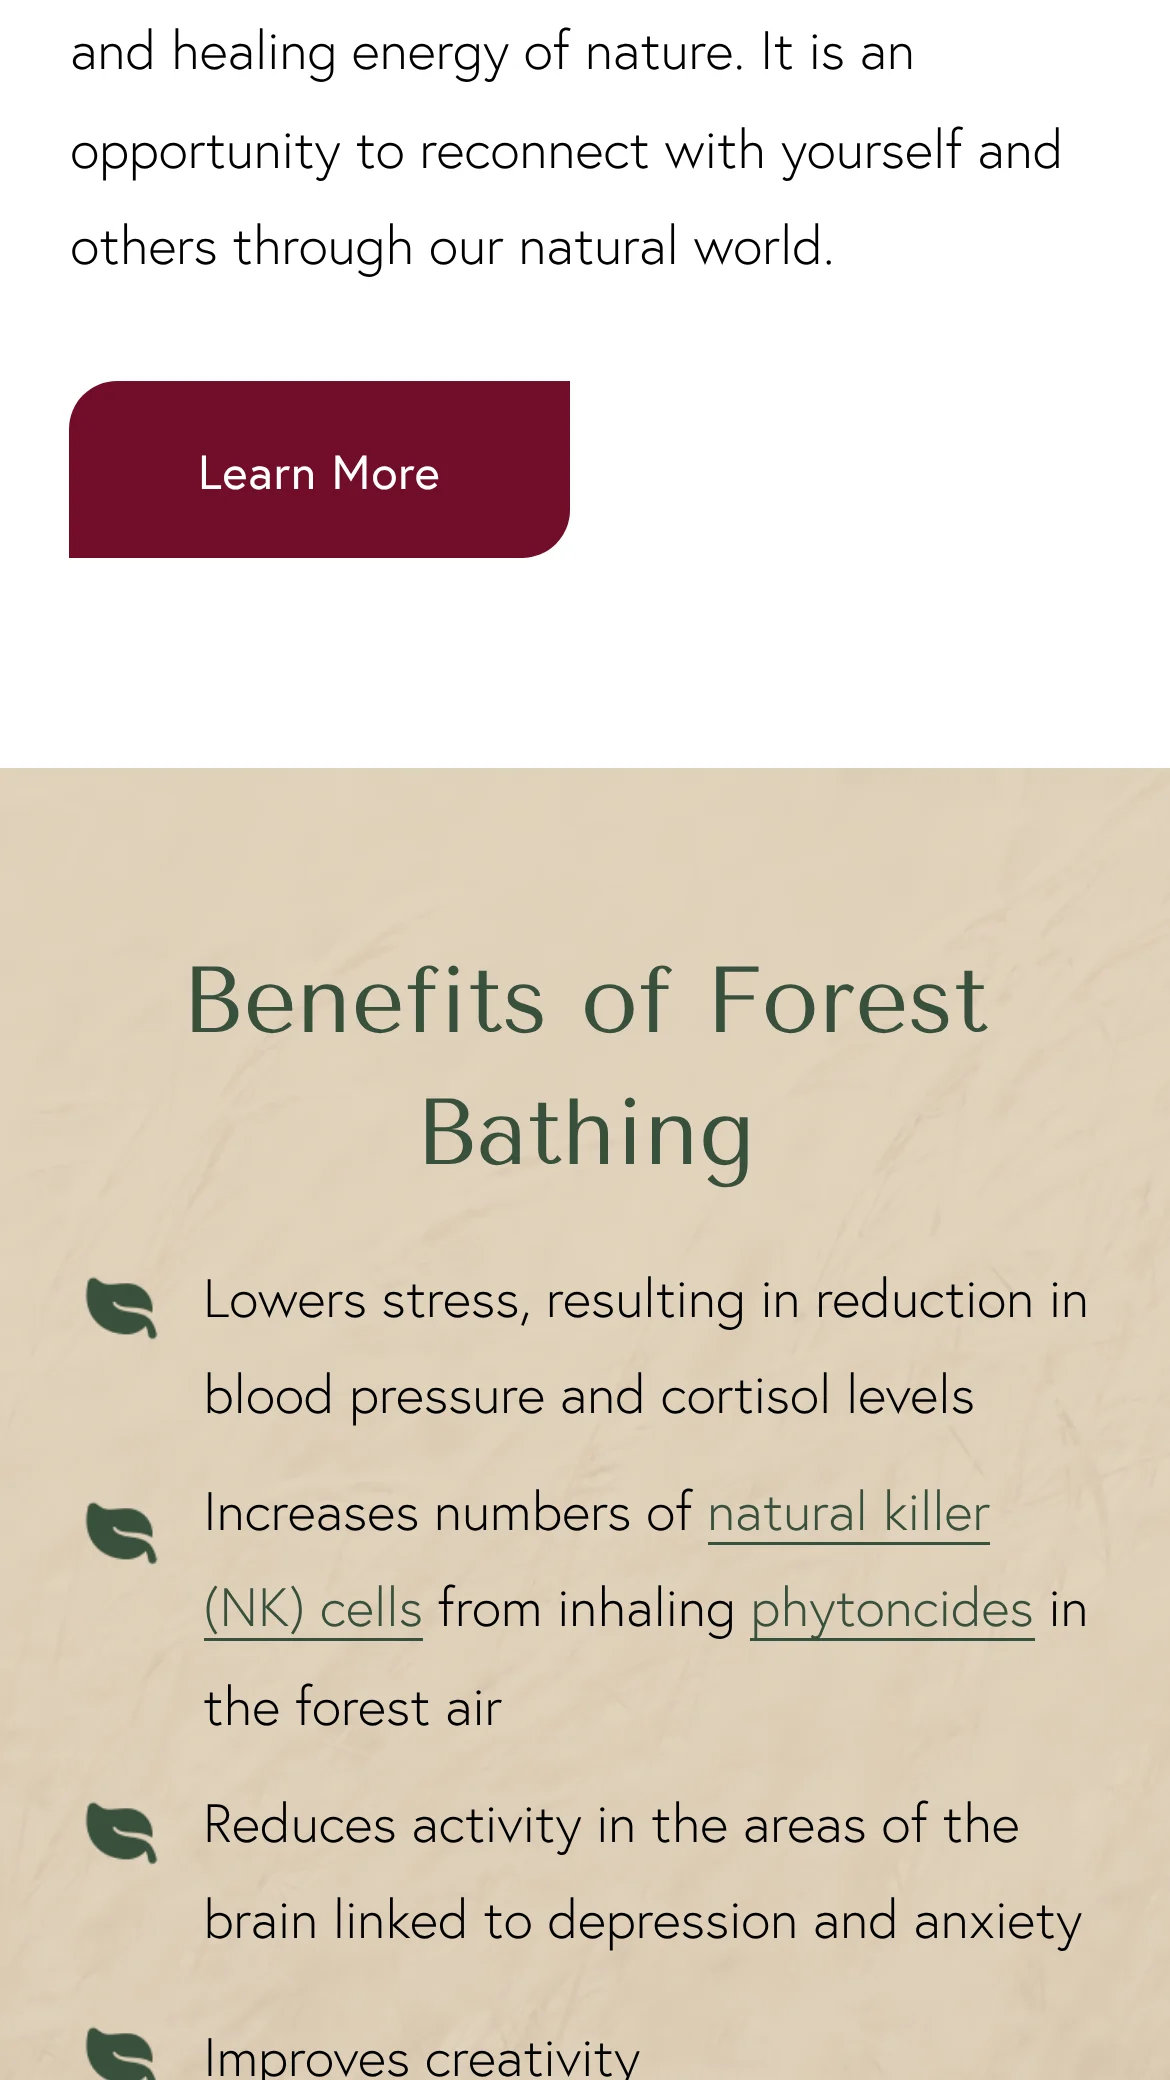 and healing energy of nature. It is an
opportunity to reconnect with yourself and
others through our natural world.
Learn More
Benefits of Forest
Bathing
Lowers stress, resulting in reduction in
blood pressure and cortisol levels
Increases numbers of natural killer
(NK) cells from inhaling phytoncides in
the forest air
Reduces activity in the areas of the
brain linked to depression and anxiety
Improves creativity